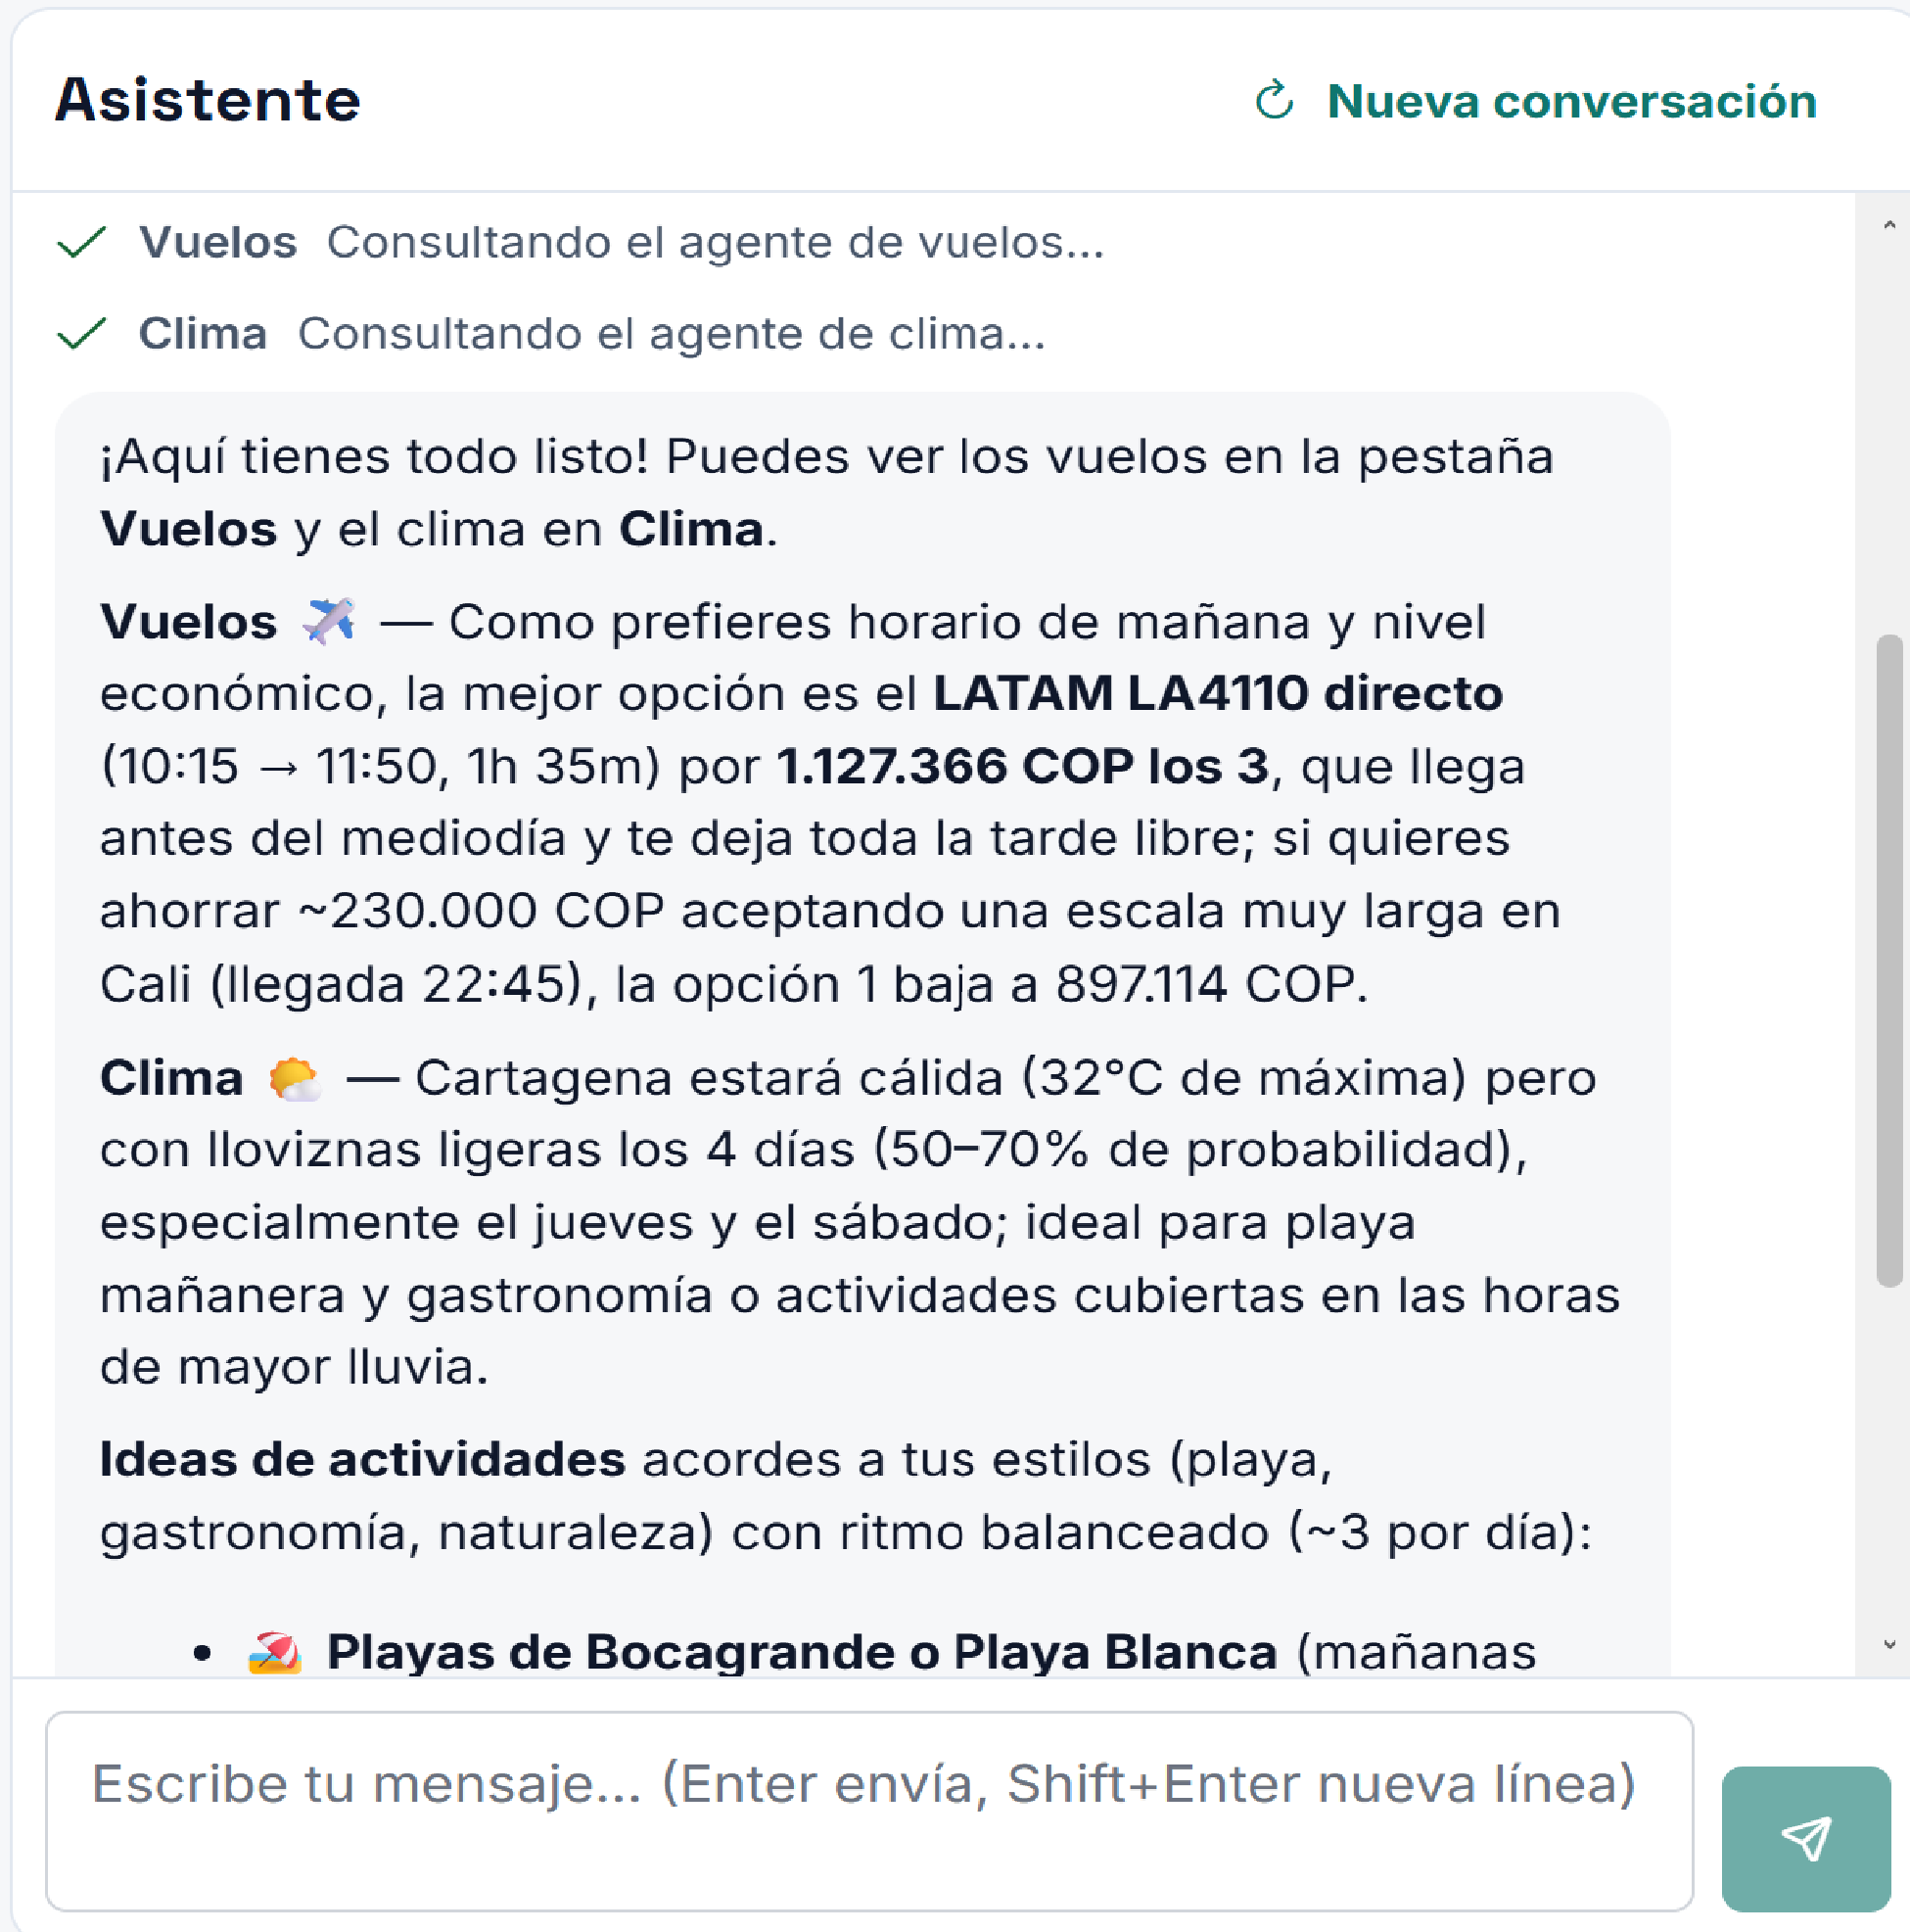 Asistente
Nueva conversación
Vuelos Consultando el agente de vuelos...
Clima Consultando el agente de clima...
¡Aquí tienes todo listo! Puedes ver los vuelos en la pestaña
Vuelos y el clima en Clima.
Vuelos ✈️ — Como prefieres horario de mañana y nivel
económico, la mejor opción es el LATAM LA4110 directo
(10:15 → 11:50, 1h 35m) por 1.127.366 COP los 3, que llega
antes del mediodía y te deja toda la tarde libre; si quieres
ahorrar ~230.000 COP aceptando una escala muy larga en
Cali (llegada 22:45), la opción 1 baja a 897.114 COP.
Clima 🌤️ — Cartagena estará cálida (32°C de máxima) pero
con lloviznas ligeras los 4 días (50–70% de probabilidad),
especialmente el jueves y el sábado; ideal para playa
mañanera y gastronomía o actividades cubiertas en las horas
de mayor lluvia.
Ideas de actividades acordes a tus estilos (playa,
gastronomía, naturaleza) con ritmo balanceado (~3 por día):
• 🏖️ Playas de Bocagrande o Playa Blanca (mañanas
Escribe tu mensaje... (Enter envía, Shift+Enter nueva línea)